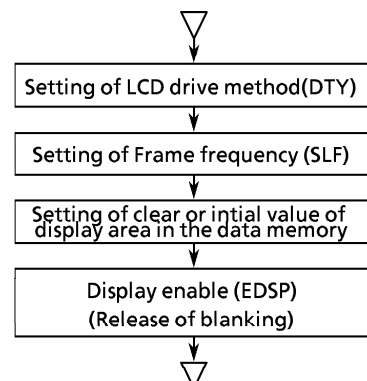 Setting of LCD drive method(DTY)
Setting of Frame frequency (SLF)
Setting of clear or intial value of
display area in the data memory
Display enable (EDSP)
(Release of blanking)